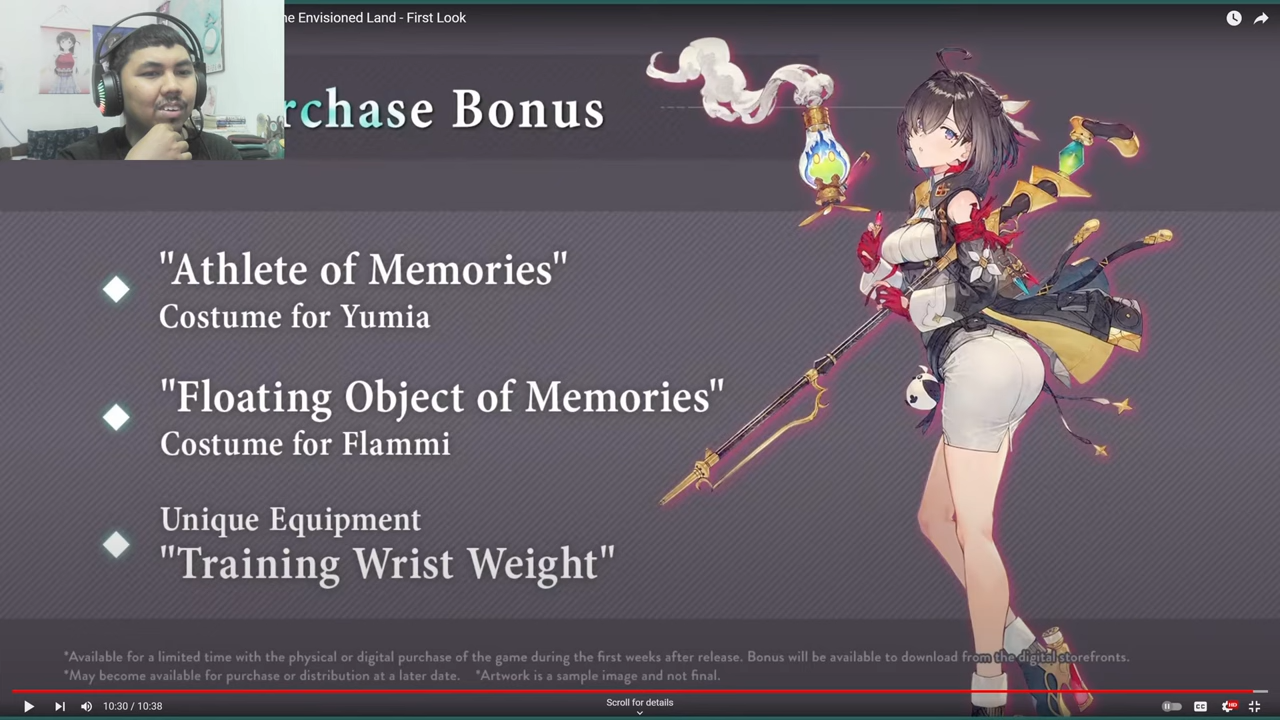 he Envisioned Land - First Look
rchase Bonus
"Athlete of Memories"
Costume for Yumia
"Floating Object of Memories"
Costume for Flammi
Unique Equipment
"Training Wrist Weight"
*Available for a limited time with the physical or digital purchase of the game during the first weeks after release. Bonus will be available to download from the digital storefronts.
*May become available for purchase or distribution at a later date. *Artwork is a sample image and not final.
10:30 / 10:38
Scroll for details
CC
HD